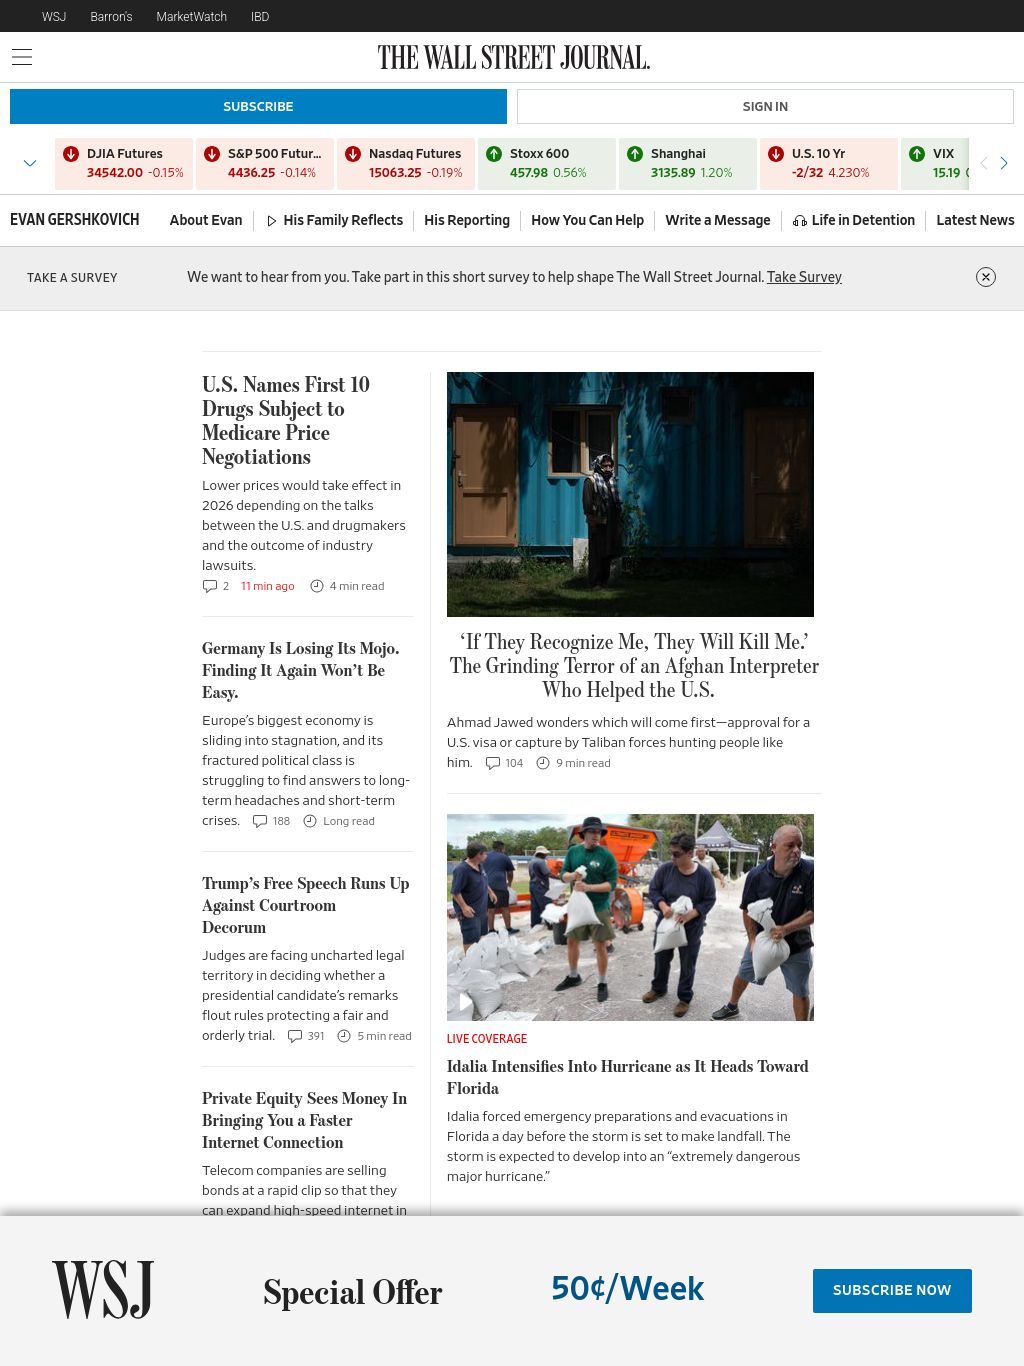 WSJ Barron's MarketWatch IBD
THE WALL STREET JOURNAL.
SUBSCRIBE
SIGN IN
DJIA Futures
34542.00 -0.15%
S&P 500 Futur...
4436.25 -0.14%
Nasdaq Futures
15063.25 -0.19%
Stoxx 600
457.98 0.56%
Shanghai
3135.89 1.20%
U.S. 10 Yr
-2/32 4.230%
VIX
15.19
EVAN GERSHKOVICH About Evan His Family Reflects His Reporting How You Can Help Write a Message Life in Detention Latest News
TAKE A SURVEY We want to hear from you. Take part in this short survey to help shape The Wall Street Journal. Take Survey
U.S. Names First 10
Drugs Subject to
Medicare Price
Negotiations
Lower prices would take effect in
2026 depending on the talks
between the U.S. and drugmakers
and the outcome of industry
lawsuits.
2 11 min ago 4 min read
Germany Is Losing Its Mojo.
Finding It Again Won’t Be
Easy.
Europe’s biggest economy is
sliding into stagnation, and its
fractured political class is
struggling to find answers to long-
term headaches and short-term
crises. 188 Long read
Trump’s Free Speech Runs Up
Against Courtroom
Decorum
Judges are facing uncharted legal
territory in deciding whether a
presidential candidate’s remarks
flout rules protecting a fair and
orderly trial. 391 5 min read
Private Equity Sees Money In
Bringing You a Faster
Internet Connection
Telecom companies are selling
bonds at a rapid clip so that they
can expand high-speed internet in
‘If They Recognize Me, They Will Kill Me.’
The Grinding Terror of an Afghan Interpreter
Who Helped the U.S.
Ahmad Jawed wonders which will come first—approval for a
U.S. visa or capture by Taliban forces hunting people like
him. 104 9 min read
LIVE COVERAGE
Idalia Intensifies Into Hurricane as It Heads Toward
Florida
Idalia forced emergency preparations and evacuations in
Florida a day before the storm is set to make landfall. The
storm is expected to develop into an “extremely dangerous
major hurricane.”
WSJ Special Offer 50¢/Week SUBSCRIBE NOW